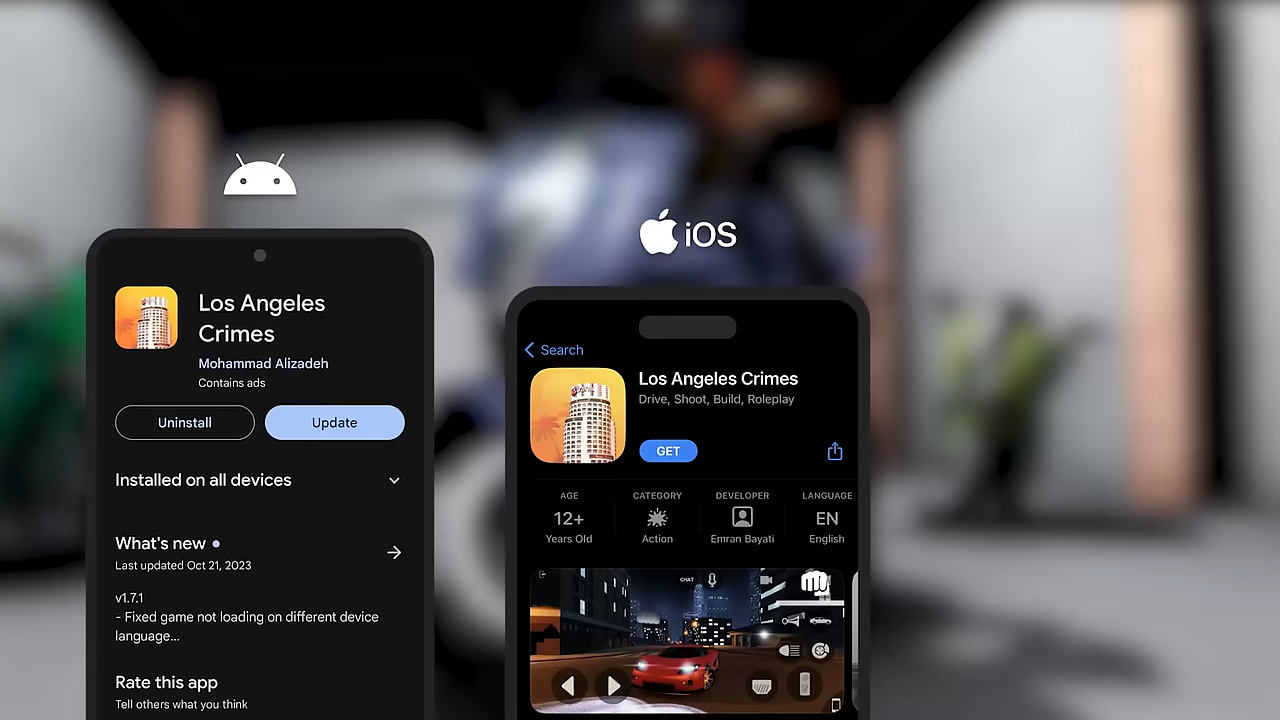 Los Angeles
Crimes
Mohammad Alizadeh
Contains ads
Uninstall
Update
Installed on all devices
What's new
Last updated Oct 21, 2023
v1.7.1
- Fixed game not loading on different device
language...
Rate this app
Tell others what you think
iOS
Search
Los Angeles Crimes
Drive, Shoot, Build, Roleplay
GET
AGE
12+
Years Old
CATEGORY
Action
DEVELOPER
Emran Bayati
LANGUAGE
EN
English
CHAT